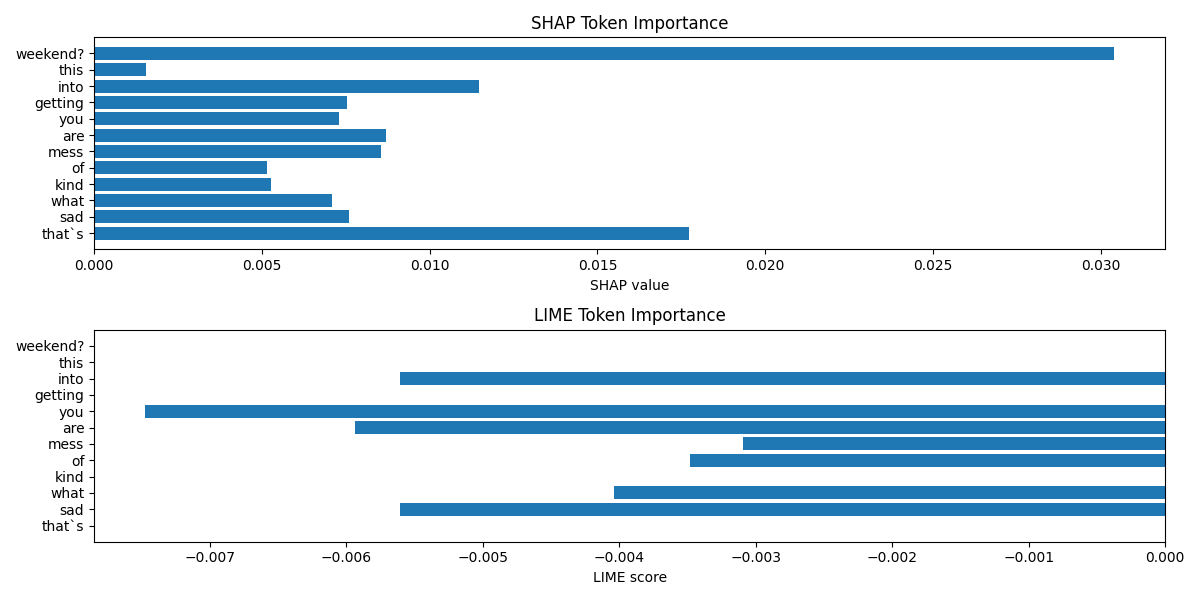 SHAP Token Importance
weekend?
this
into
getting
you
are
mess
of
kind
what
sad
that`s
0.000 0.005 0.010 0.015 0.020 0.025 0.030
SHAP value
LIME Token Importance
weekend?
this
into
getting
you
are
mess
of
kind
what
sad
that`s
−0.007 −0.006 −0.005 −0.004 −0.003 −0.002 −0.001 0.000
LIME score